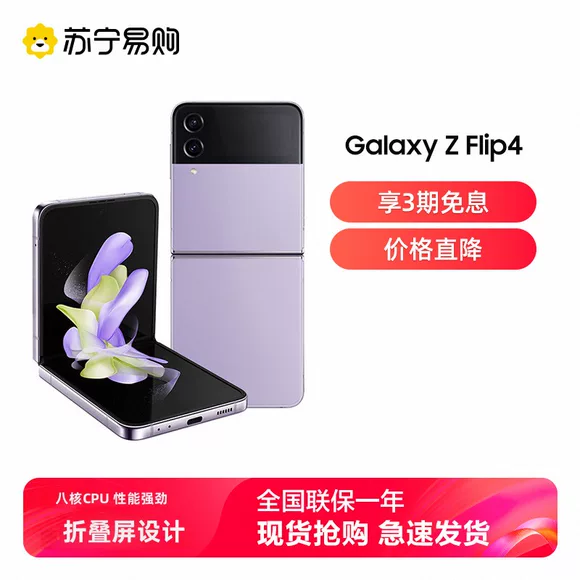 苏宁易购
Galaxy Z Flip4
享3期免息
价格直降
八核CPU 性能强劲
折叠屏设计
全国联保一年
现货抢购 急速发货